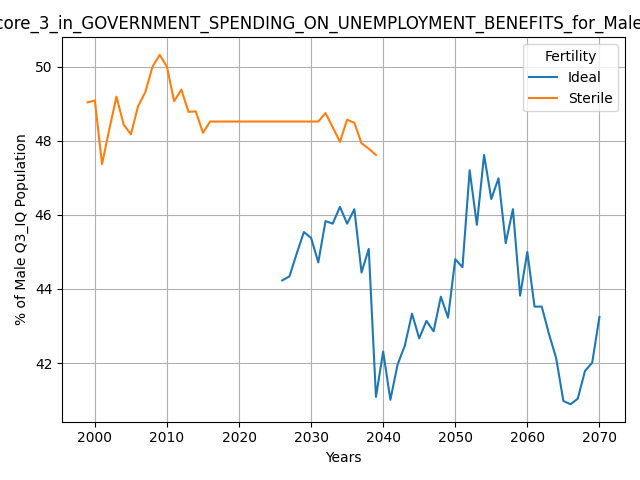 core_3_in_GOVERNMENT_SPENDING_ON_UNEMPLOYMENT_BENEFITS_for_Male
Fertility
Ideal
Sterile
% of Male Q3_IQ Population
50
48
46
44
42
2000 2010 2020 2030 2040 2050 2060 2070
Years